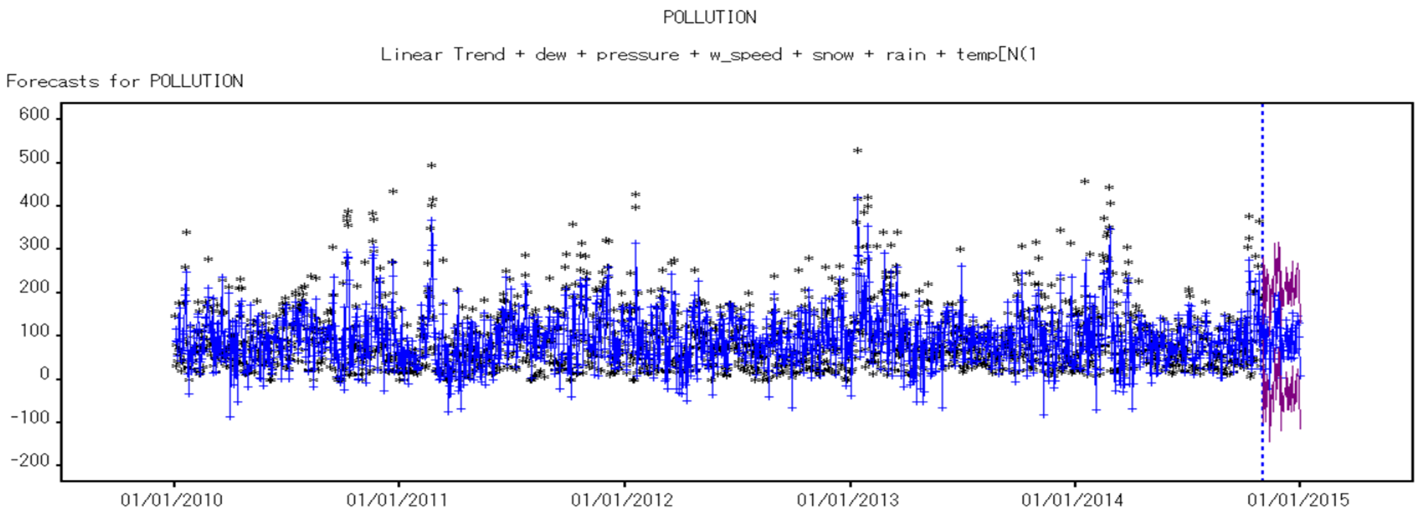 POLLUTION
Linear Trend + dew + pressure + w_speed + snow + rain + temp[N(1
Forecasts for POLLUTION
600
500
400
300
200
100
0
-100
-200
01/01/2010 01/01/2011 01/01/2012 01/01/2013 01/01/2014 01/01/2015